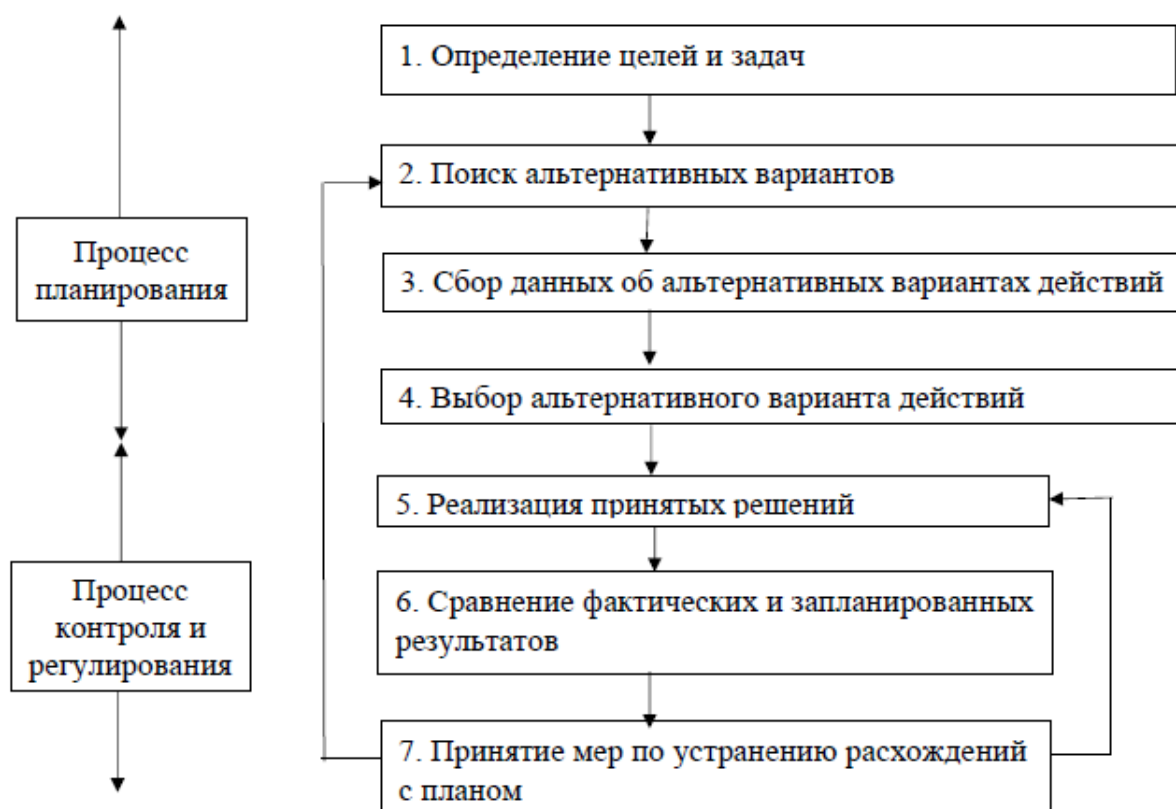 1. Определение целей и задач
2. Поиск альтернативных вариантов
Процесс
планирования
3. Сбор данных об альтернативных вариантах действий
4. Выбор альтернативного варианта действий
5. Реализация принятых решений
Процесс
контроля и
регулирования
6. Сравнение фактических и запланированных
результатов
7. Принятие мер по устранению расхождений
с планом